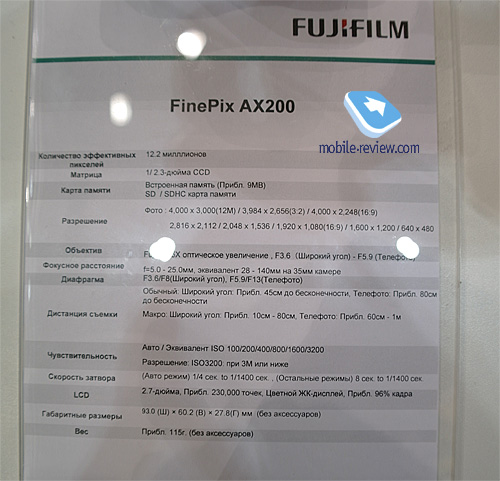 FUJIFILM
FinePix AX200
mobile-review.com
Количество эффективных пикселей 12.2 милллионов
Матрица 1/ 2.3-дюйма CCD
Карта памяти Встроенная память (Прибл. 9MB)
SD / SDHC карта памяти
Разрешение Фото : 4,000 x 3,000(12M) / 3,984 x 2,656(3:2) / 4,000 x 2,248(16:9)
2,816 x 2,112 / 2,048 x 1,536 / 1,920 x 1,080(16:9) / 1,600 x 1,200 / 640 x 480
Объектив оптическое увеличение , F3.6 (Широкий угол) - F5.9 (Телефото)
Фокусное расстояние f=5.0 - 25.0мм, эквивалент 28 - 140мм на 35мм камере
Диафрагма F3.6/F8(Широкий угол), F5.9/F13(Телефото)
Дистанция съемки Обычный: Широкий угол: Прибл. 45см до бесконечности, Телефото: Прибл. 80см
до бесконечности
Макро: Широкий угол: Прибл. 10см - 80см, Телефото: Прибл. 60см - 1м
Чувствительность Авто / Эквивалент ISO 100/200/400/800/1600/3200
Разрешение: ISO3200: при 3М или ниже
Скорость затвора (Авто режим) 1/4 sec. to 1/1400 sec. , (Остальные режимы) 8 sec. to 1/1400 sec.
LCD 2.7-дюйма, Прибл. 230,000 точек, Цветной ЖК-дисплей, Прибл. 96% кадра
Габаритные размеры 93.0 (Ш) × 60.2 (В) × 27.8(Г) мм (без аксессуаров)
Вес Прибл. 115г. (без аксессуаров)